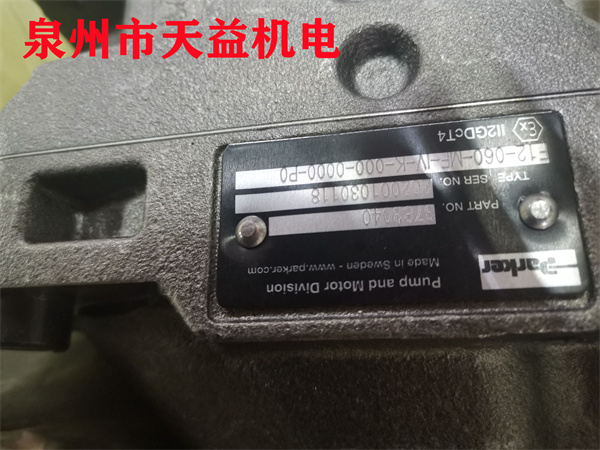 泉州市天益机电
Parker
Pump and Motor Division
Made in Sweden - www.parker.com
PART NO.
SER NO.
TYPE
F12-060-MF-IV-K-000-0000-P0
Ex II2GDcT4